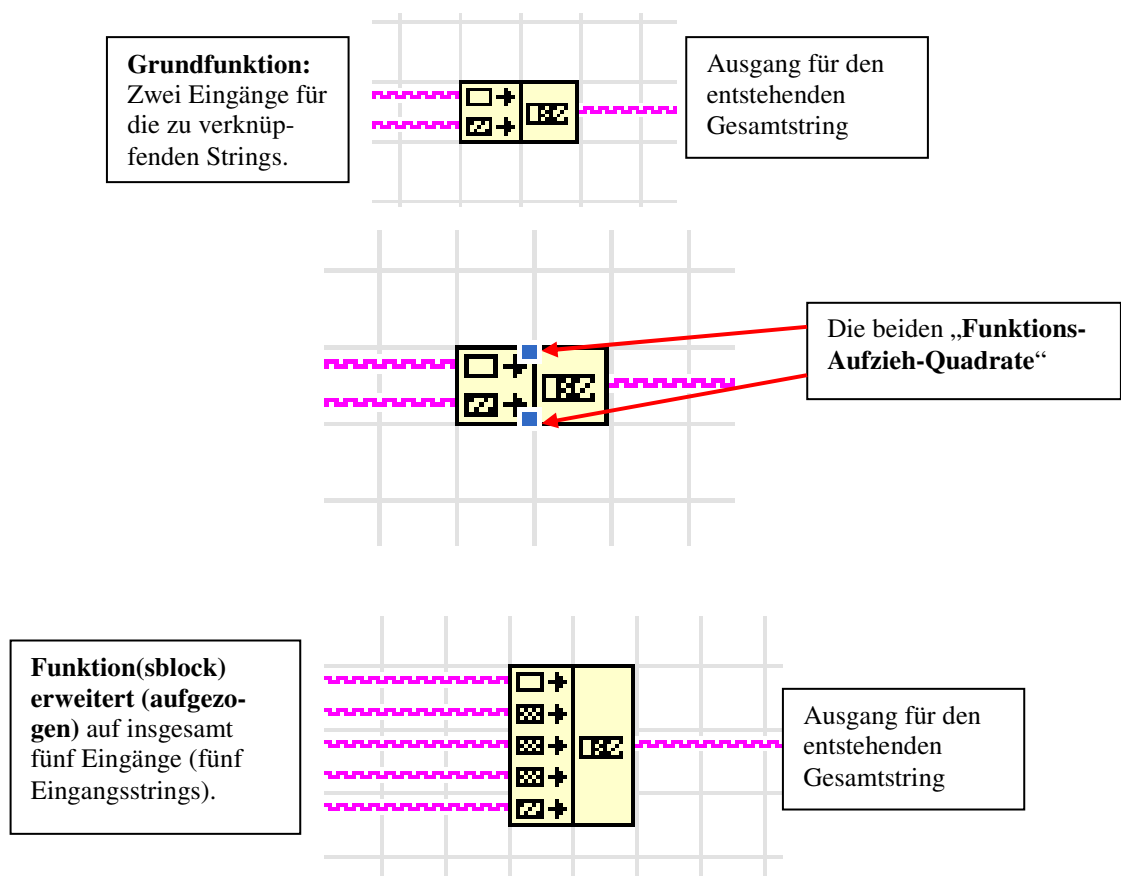 Grundfunktion:
Zwei Eingänge für
die zu verknüp-
fenden Strings.
Ausgang für den
entstehenden
Gesamtstring
Die beiden „Funktions-
Aufzieh-Quadrate“
Funktion(sblock)
erweitert (aufgezo-
gen) auf insgesamt
fünf Eingänge (fünf
Eingangsstrings).
Ausgang für den
entstehenden
Gesamtstring